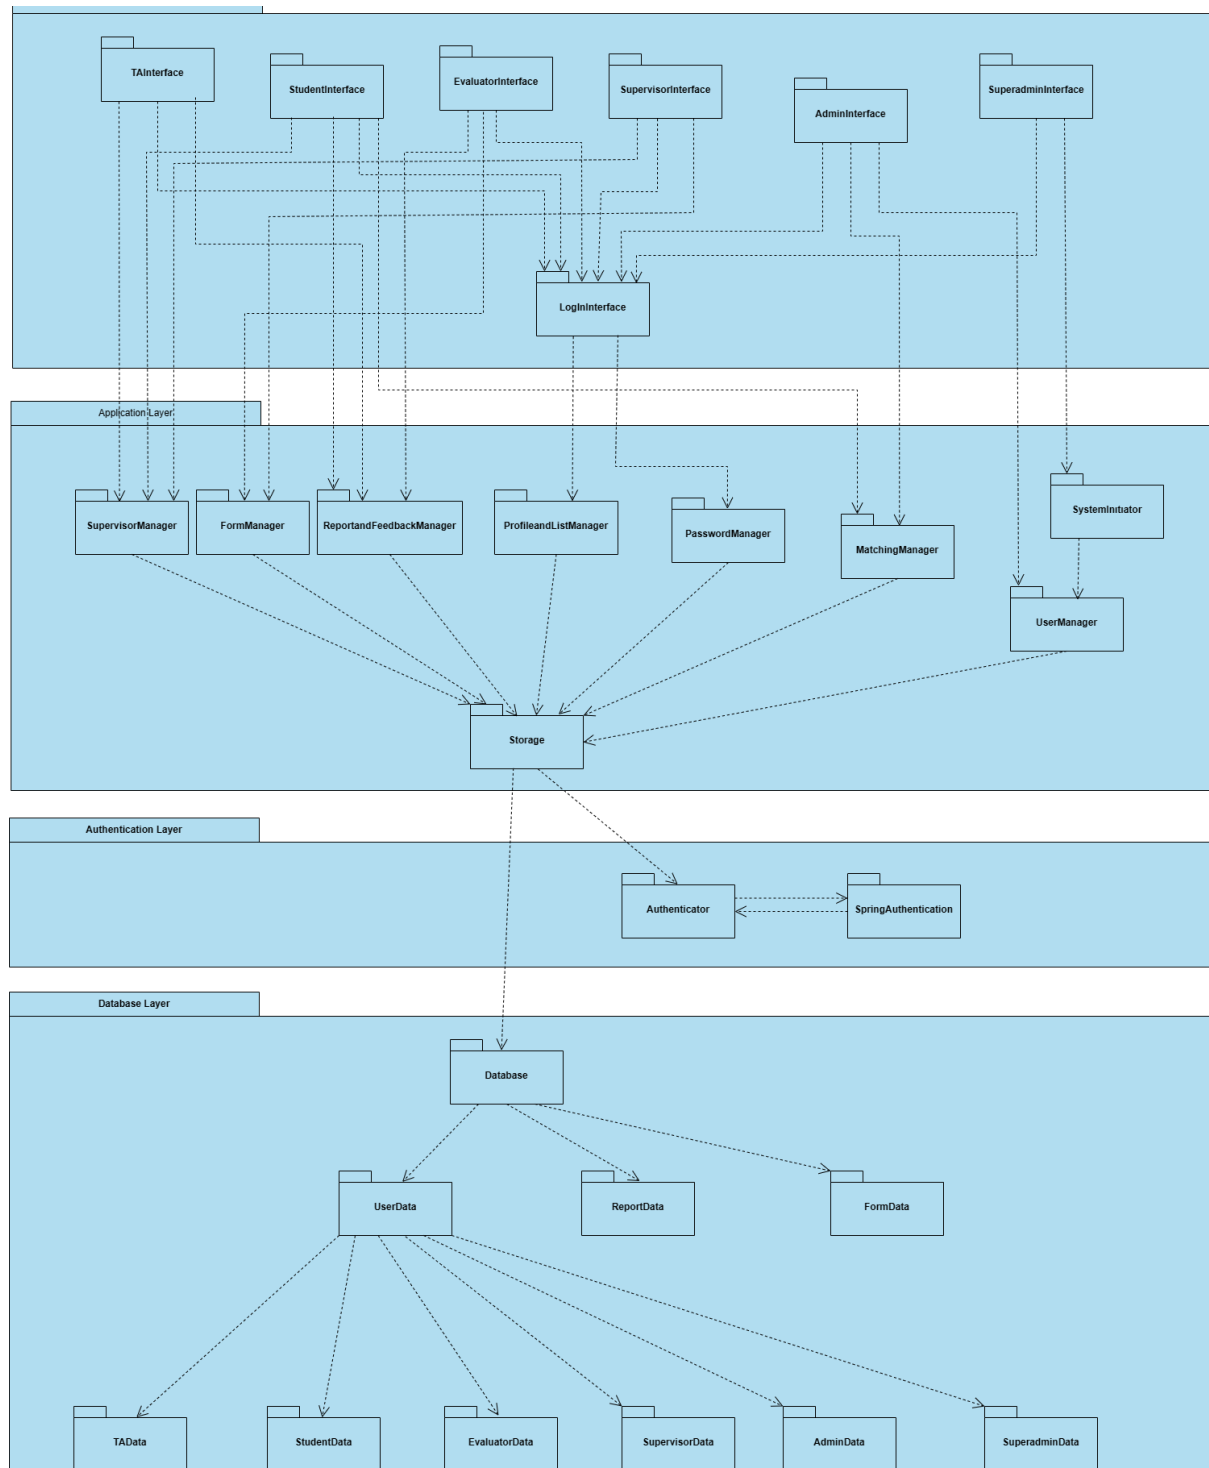 TAInterface
StudentInterface
EvaluatorInterface
SupervisorInterface
AdminInterface
SuperadminInterface
LogInInterface
Application Layer
SupervisorManager
FormManager
ReportandFeedbackManager
ProfileandListManager
PasswordManager
MatchingManager
SystemInitiator
UserManager
Storage
Authentication Layer
Authenticator
SpringAuthentication
Database Layer
Database
UserData
ReportData
FormData
TAData
StudentData
EvaluatorData
SupervisorData
AdminData
SuperadminData